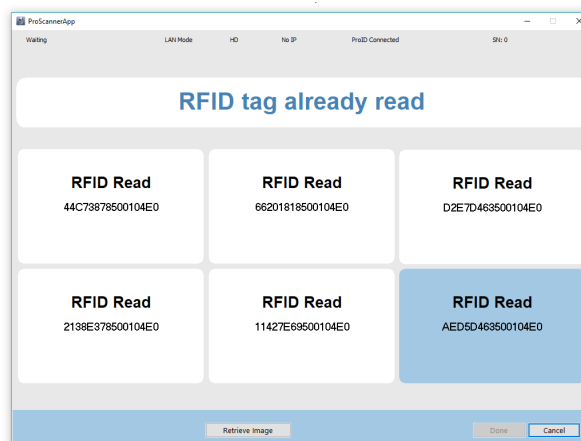 ProScannerApp
Waiting LAN Mode HD No IP ProID Connected SN: 0
RFID tag already read
RFID Read RFID Read RFID Read
44C73878500104E0 66201818500104E0 D2E7D463500104E0
RFID Read RFID Read RFID Read
2138E378500104E0 11427E69500104E0 AED5D463500104E0
Retrieve Image Done Cancel